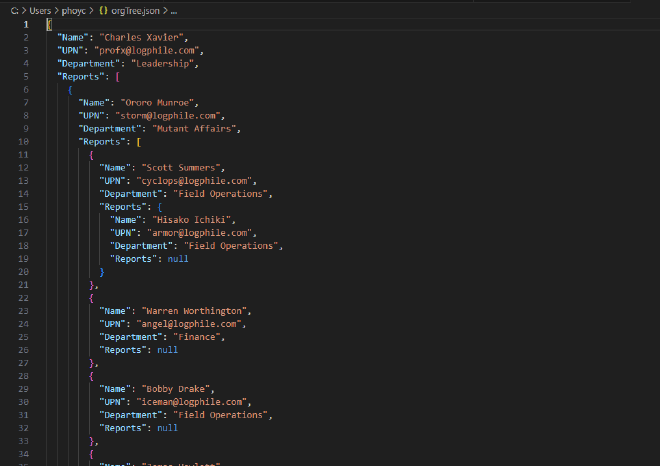 C: > Users > phoyc > {} orgTree.json > ...
1 {
2 "Name": "Charles Xavier",
3 "UPN": "profx@logphile.com",
4 "Department": "Leadership",
5 "Reports": [
6 {
7 "Name": "Ororo Munroe",
8 "UPN": "storm@logphile.com",
9 "Department": "Mutant Affairs",
10 "Reports": [
11 {
12 "Name": "Scott Summers",
13 "UPN": "cyclops@logphile.com",
14 "Department": "Field Operations",
15 "Reports": {
16 "Name": "Hisako Ichiki",
17 "UPN": "armor@logphile.com",
18 "Department": "Field Operations",
19 "Reports": null
20 }
21 },
22 {
23 "Name": "Warren Worthington",
24 "UPN": "angel@logphile.com",
25 "Department": "Finance",
26 "Reports": null
27 },
28 {
29 "Name": "Bobby Drake",
30 "UPN": "iceman@logphile.com",
31 "Department": "Field Operations",
32 "Reports": null
33 },
34 {
"Name": "James Howlett"